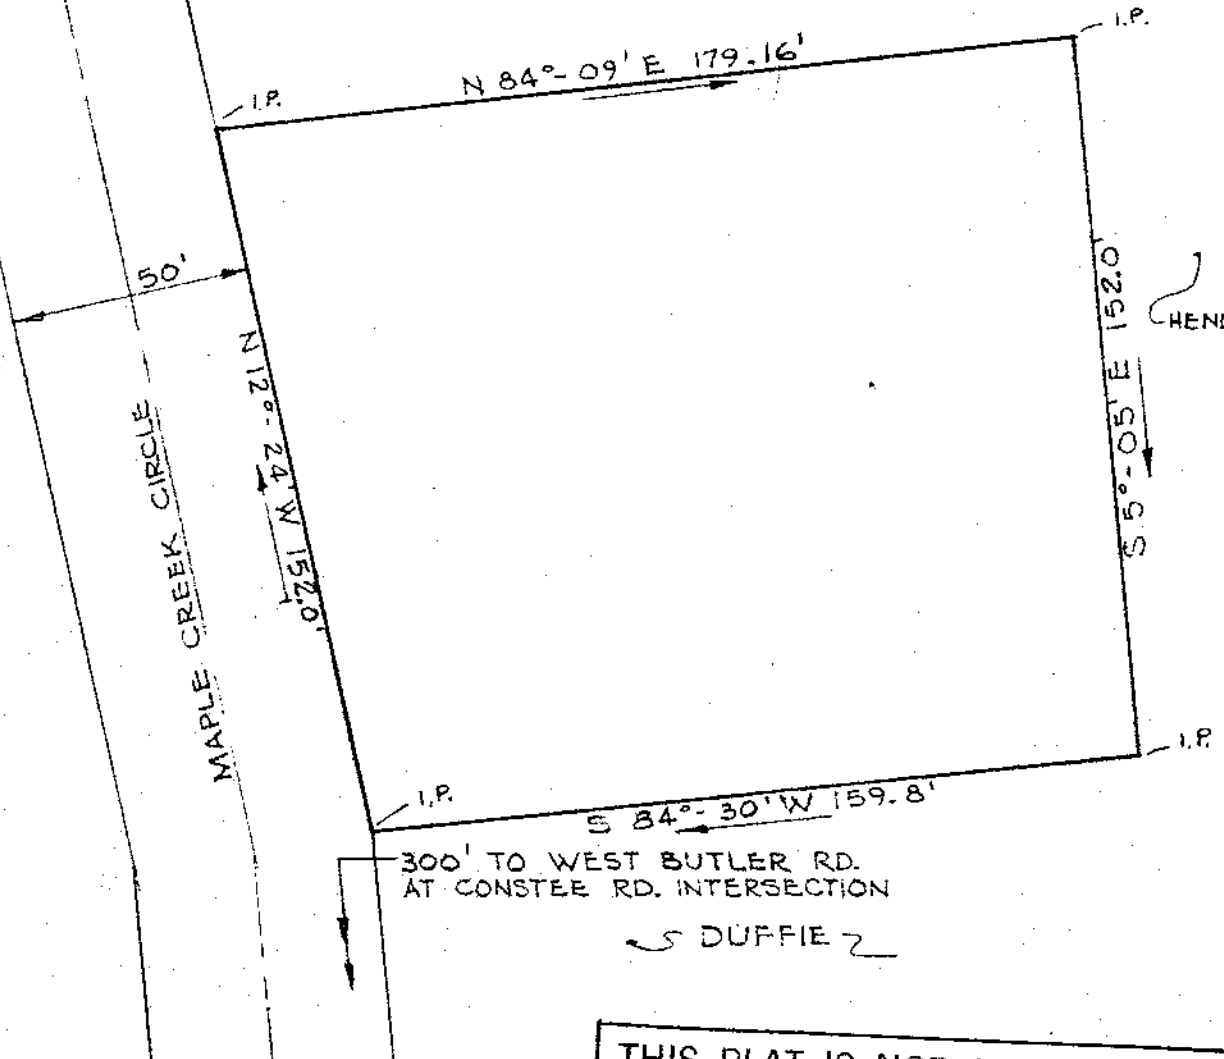 I.P.
N 84°-09' E 179.16'
I.P.
50'
N 12°-24' W 152.0'
S 5°-05' E 152.0'
MAPLE CREEK CIRCLE
I.P.
S 84°-30' W 159.8'
I.P.
300' TO WEST BUTLER RD.
AT CONSTEE RD. INTERSECTION
DUFFIE
THIS PLAT IS